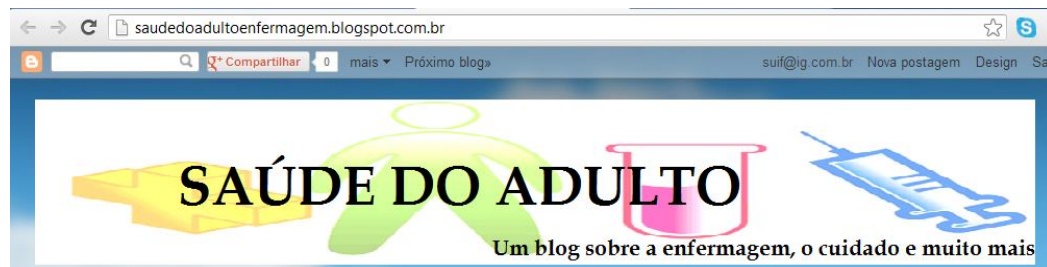 saudedoadultoenfermagem.blogspot.com.br
g+ Compartilhar 0 mais Próximo blog» suif@ig.com.br Nova postagem Design Sa
SAÚDE DO ADULTO
Um blog sobre a enfermagem, o cuidado e muito mais